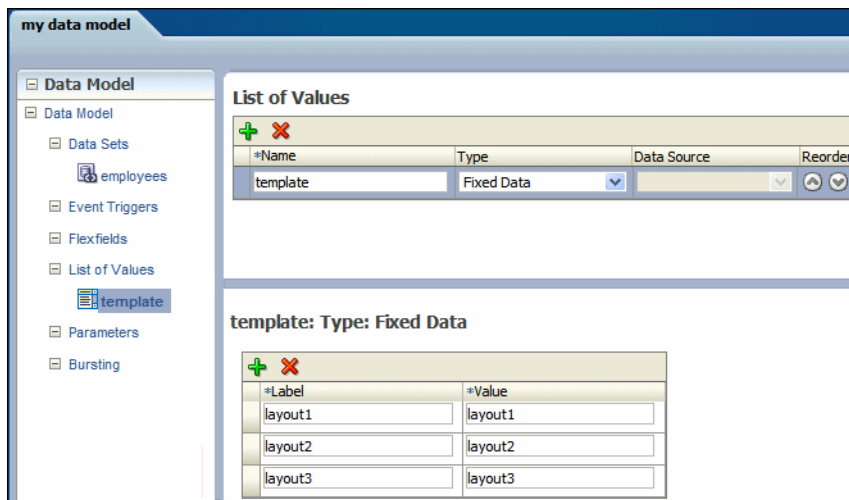 my data model
Data Model
Data Model
Data Sets
employees
Event Triggers
Flexfields
List of Values
template
Parameters
Bursting
List of Values
*Name Type Data Source Reorder
template Fixed Data
template: Type: Fixed Data
*Label *Value
layout1 layout1
layout2 layout2
layout3 layout3